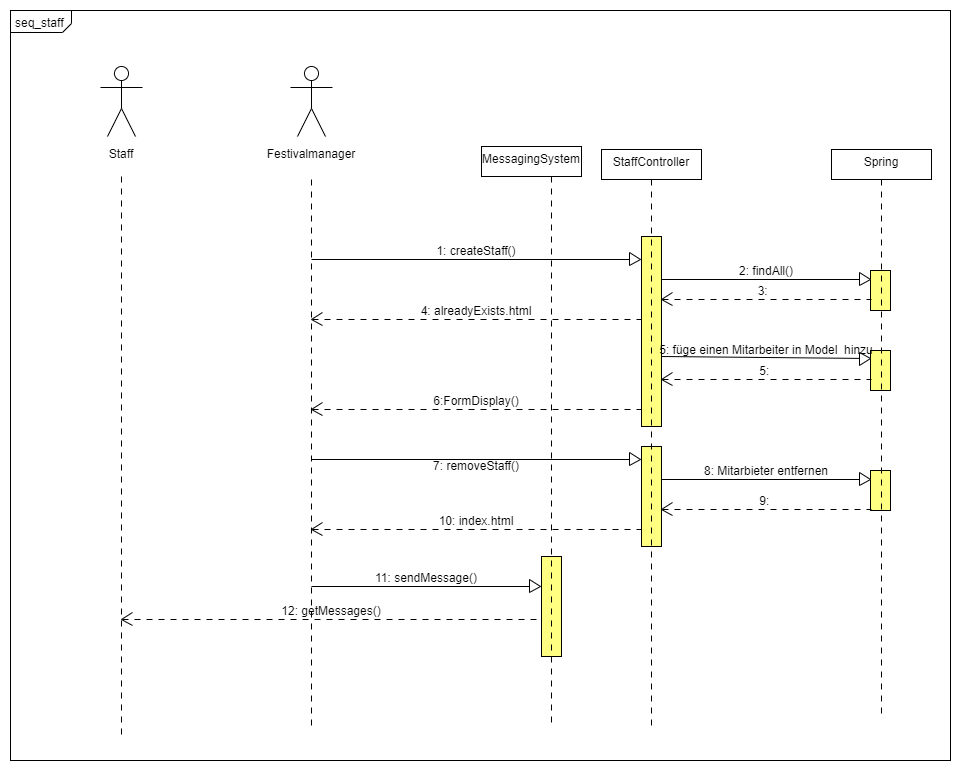 seq_staff
Staff
Festivalmanager
MessagingSystem
StaffController
Spring
1: createStaff()
2: findAll()
3:
4: alreadyExists.html
5: füge einen Mitarbeiter in Model  hinzu
5:
6:FormDisplay()
7: removeStaff()
8: Mitarbieter entfernen
9:
10: index.html
11: sendMessage()
12: getMessages()